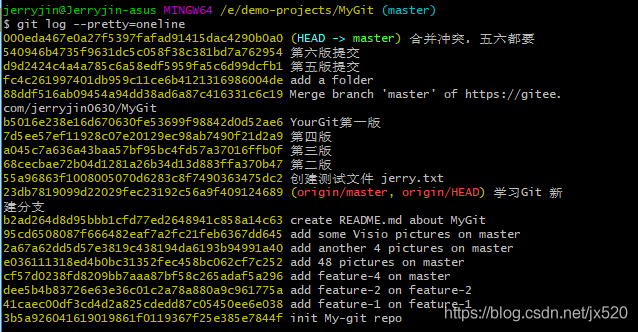 jerryjin@Jerryjin-asus MINGW64 /e/demo-projects/MyGit (master)
$ git log --pretty=oneline
000eda467e0a27f5397fafad91415dac4290b0a0 (HEAD -> master) 合并冲突，五六都要
540946b4735f9631dc5c058f38c381bd7a762954 第六版提交
d9d2424c4a4a785c6a58edf5959fa5c6d99dcfb1 第五版提交
fc4c261997401db959c11ce6b4121316986004de add a folder
88ddf516ab09454a94dd38ad6a87c416331c6c19 Merge branch 'master' of https://gitee.
com/jerryjin0630/MyGit
b5016e238e16d670630fe53699f98842d0d52ae6 YourGit第一版
7d5ee57ef11928c07e20129ec98ab7490f21d2a9 第四版
a045c7a636a43baa57bf95bc4fd57a37016ffb0f 第三版
68cecbae72b04d1281a26b34d13d883ffa370b47 第二版
55a96863f1008005070d6283c8f7490363475dc2 创建测试文件 jerry.txt
23db7819099d22029fec23192c56a9f409124689 (origin/master, origin/HEAD) 学习Git 新
建分支
b2ad264d8d95bbb1cfd77ed2648941c858a14c63 create README.md about MyGit
95cd6508087f666482eaf7a2fc21feb6367dd645 add some Visio pictures on master
2a67a62dd5d57e3819c438194da6193b94991a40 add another 4 pictures on master
e036111318ed4b0bc31352fec458bc062cf7c252 add 48 pictures on master
cf57d0238fd8209bb7aaa87bf58c265adaf5a296 add feature-4 on master
dee5b4b83726e63e36c01c2a78a880a9c961775a add feature-2 on master
41caec00df3cd4d2a825cdedd87c05450ee6e038 add feature-1 on feature-1
3b5a926041619019861f0119367f25e385e7844f init My-git repo
https://blog.csdn.net/jx520